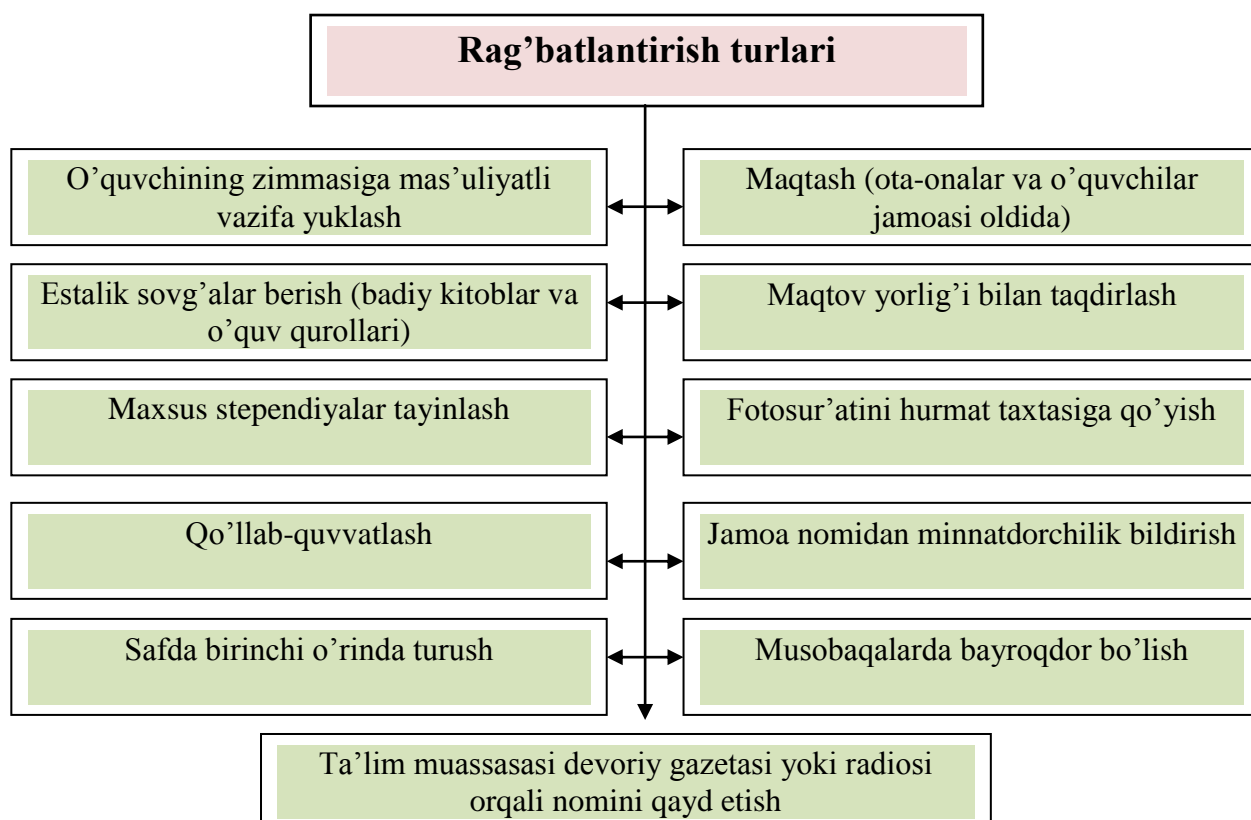 Rag’batlantirish turlari
O’quvchining zimmasiga mas’uliyatli
vazifa yuklash
Maqtash (ota-onalar va o’quvchilar
jamoasi oldida)
Estalik sovg’alar berish (badiy kitoblar va
o’quv qurollari)
Maqtov yorlig’i bilan taqdirlash
Maxsus stependiyalar tayinlash
Fotosur’atini hurmat taxtasiga qo’yish
Qo’llab-quvvatlash
Jamoa nomidan minnatdorchilik bildirish
Safda birinchi o’rinda turush
Musobaqalarda bayroqdor bo’lish
Ta’lim muassasasi devoriy gazetasi yoki radiosi
orqali nomini qayd etish